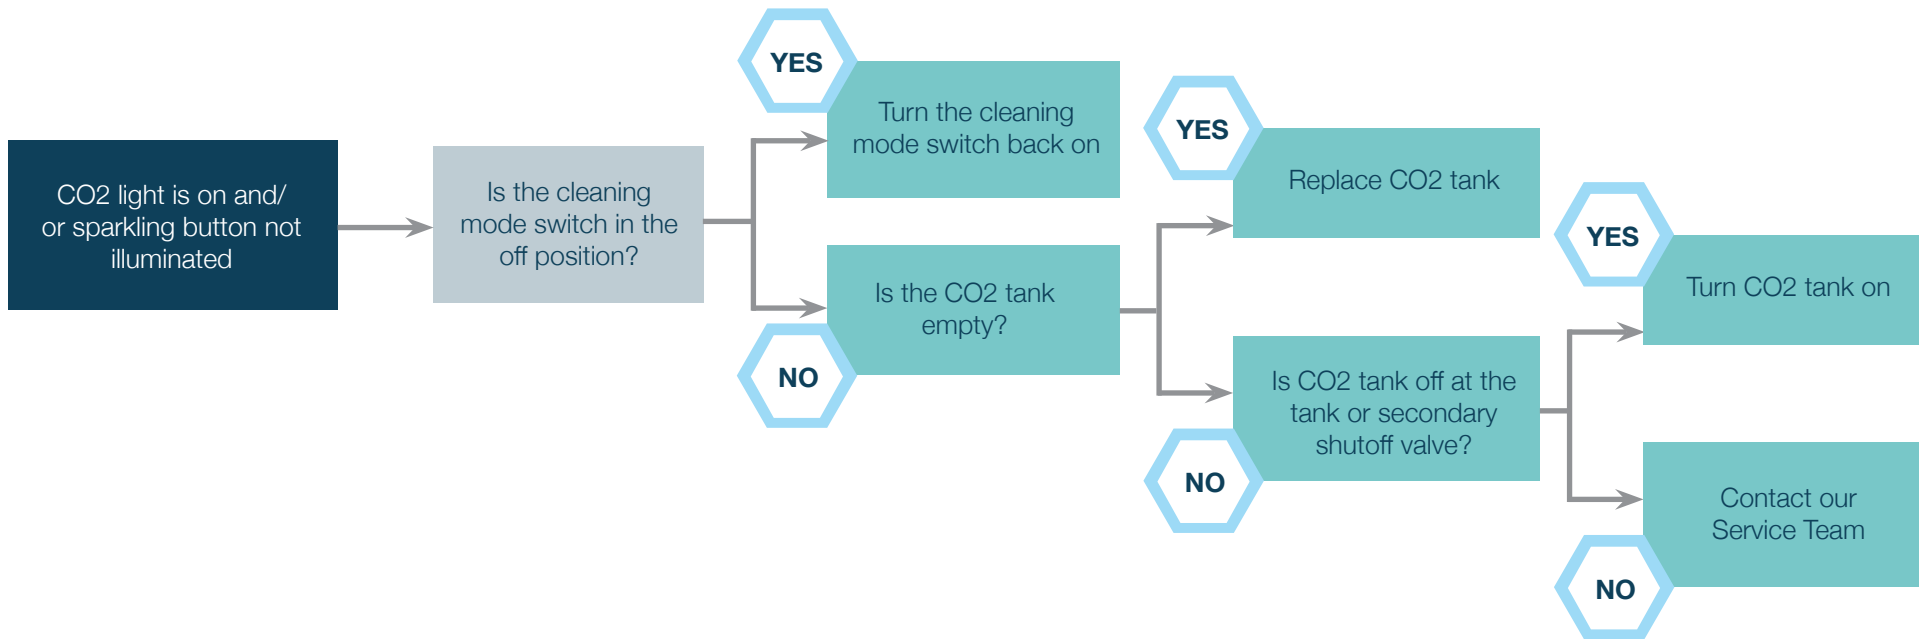 CO2 light is on and/
or sparkling button not
illuminated
Is the cleaning
mode switch in the
off position?
YES
Turn the cleaning
mode switch back on
NO
Is the CO2 tank
empty?
YES
Replace CO2 tank
NO
Is CO2 tank off at the
tank or secondary
shutoff valve?
YES
Turn CO2 tank on
NO
Contact our
Service Team